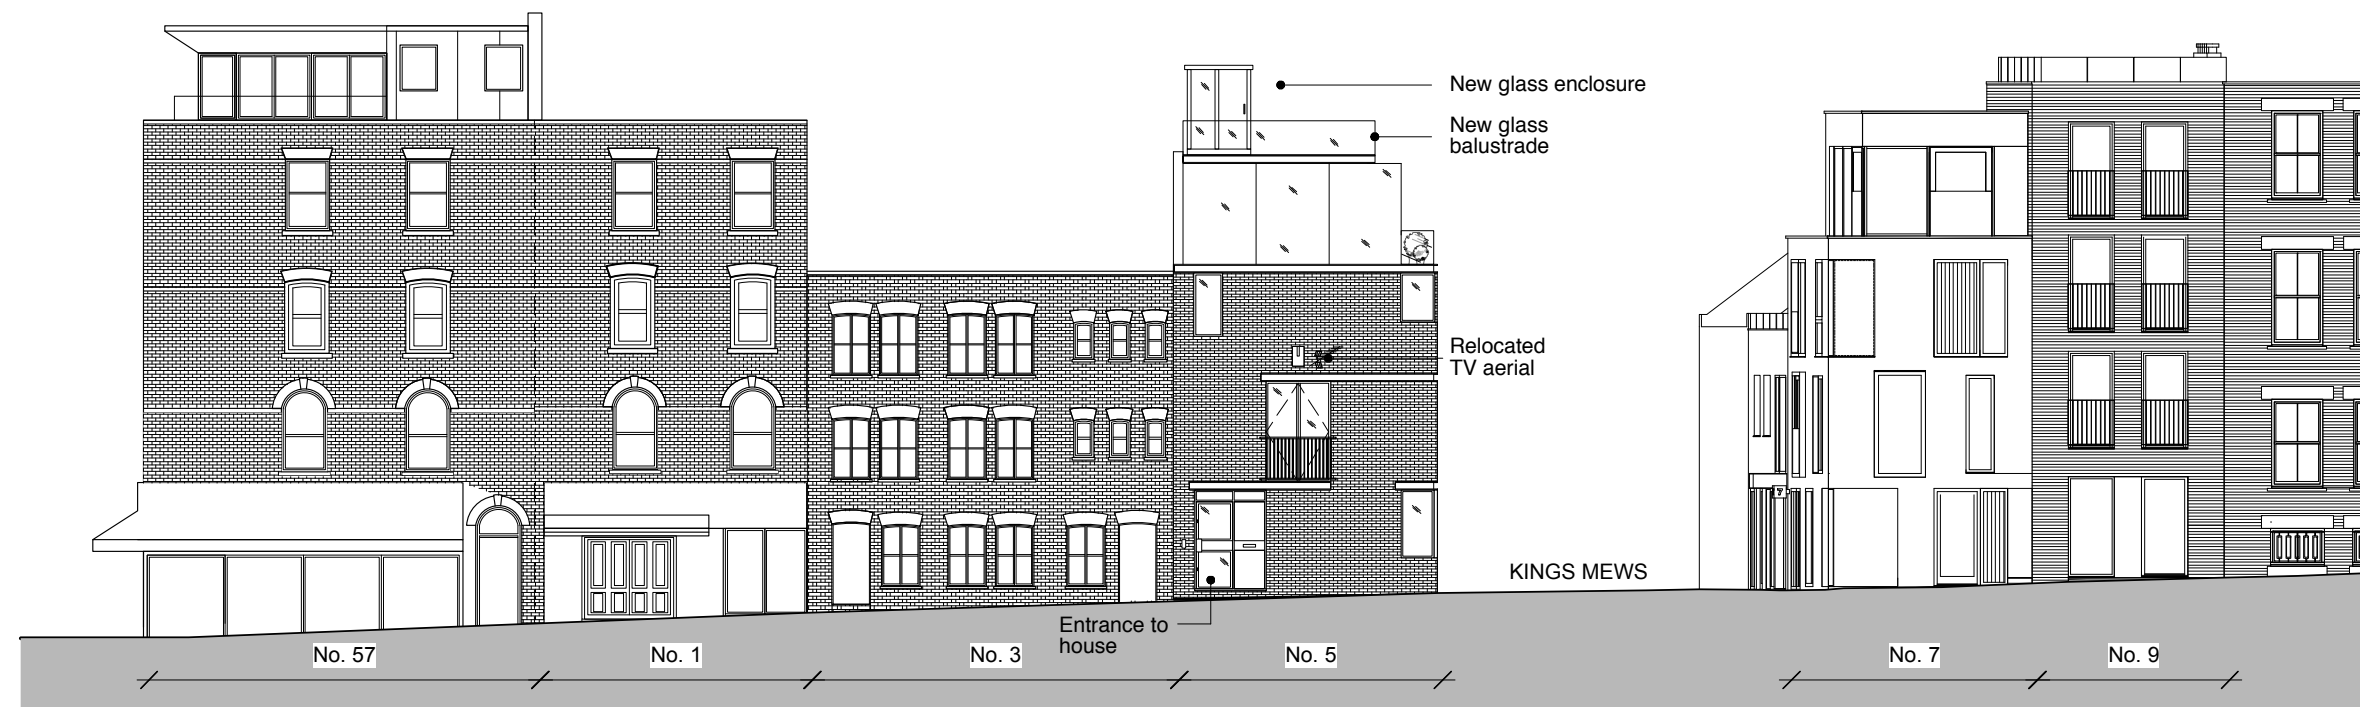 New glass enclosure
New glass
balustrade
Relocated
TV aerial
KINGS MEWS
Entrance to
house
7
No. 57
No. 1
No. 3
No. 5
No. 7
No. 9